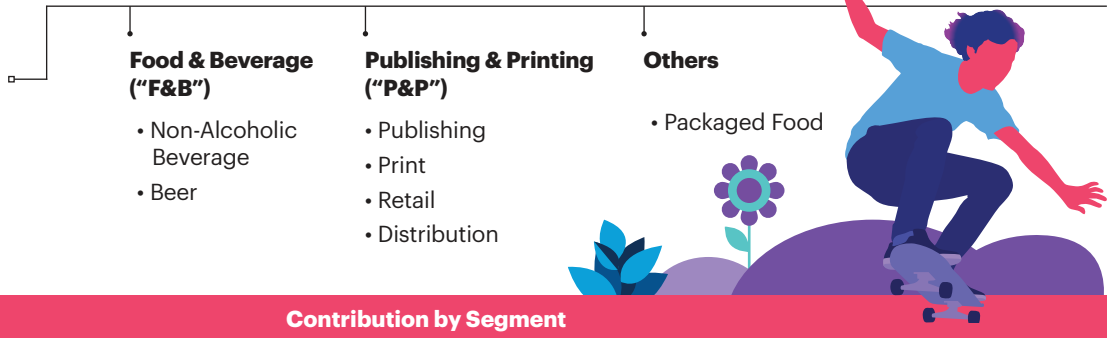 Food & Beverage
(“F&B”)
• Non-Alcoholic
Beverage
• Beer
Publishing & Printing
(“P&P”)
• Publishing
• Print
• Retail
• Distribution
Others
• Packaged Food
Contribution by Segment